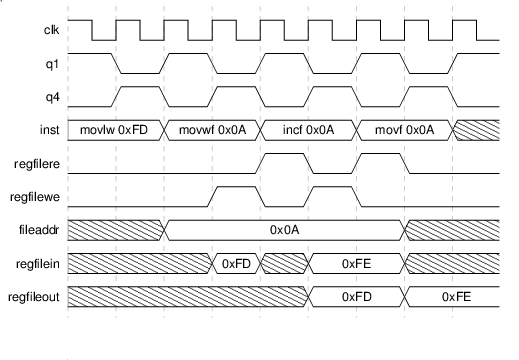 clk
q1
q4
inst movlw 0xFD movwf 0x0A incf 0x0A movf 0x0A
regfilere
regfilewe
fileaddr 0x0A
regfilein 0xFD 0xFE
regfileout 0xFD 0xFE